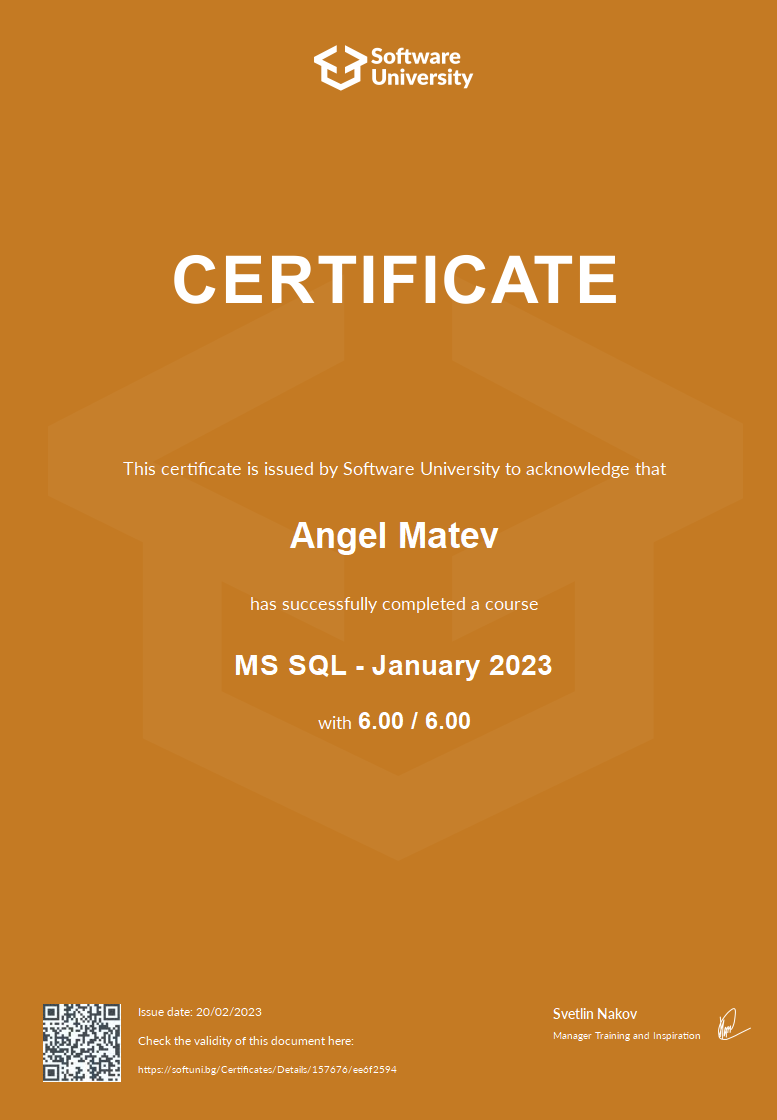 Software
University
CERTIFICATE
This certificate is issued by Software University to acknowledge that
Angel Matev
has successfully completed a course
MS SQL - January 2023
with 6.00 / 6.00
Issue date: 20/02/2023
Check the validity of this document here:
https://softuni.bg/Certificates/Details/157676/ee6f2594
Svetlin Nakov
Manager Training and Inspiration